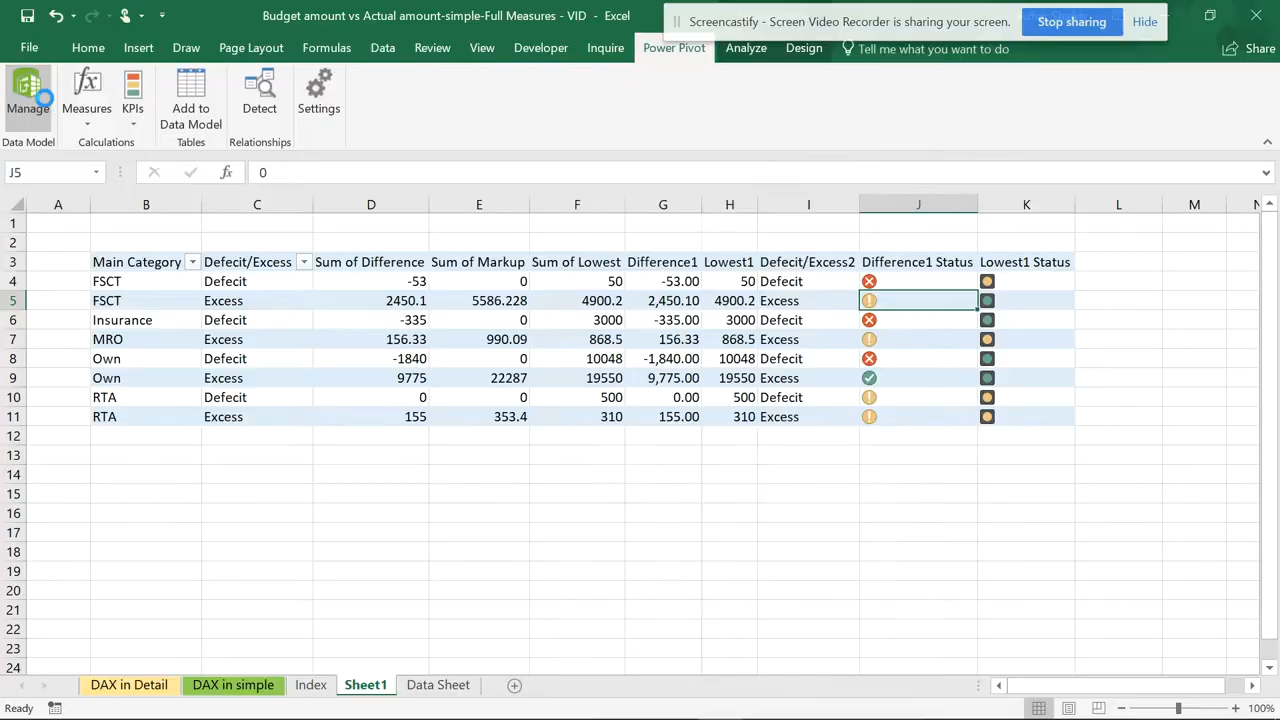 Budget amount vs Actual amount-simple-Full Measures - VID - Excel
Screencastify - Screen Video Recorder is sharing your screen. Stop sharing Hide
File Home Insert Draw Page Layout Formulas Data Review View Developer Inquire Power Pivot Analyze Design Tell me what you want to do Share
Manage Measures KPIs Add to Data Model Detect Settings
Data Model Calculations Tables Relationships
J5 fx 0
A B C D E F G H I J K L M N
1
2
3 Main Category Defecit/Excess Sum of Difference Sum of Markup Sum of Lowest Difference1 Lowest1 Defecit/Excess2 Difference1 Status Lowest1 Status
4 FSCT Defecit -53 0 50 -53.00 50 Defecit
5 FSCT Excess 2450.1 5586.228 4900.2 2,450.10 4900.2 Excess
6 Insurance Defecit -335 0 3000 -335.00 3000 Defecit
7 MRO Excess 156.33 990.09 868.5 156.33 868.5 Excess
8 Own Defecit -1840 0 10048 -1,840.00 10048 Defecit
9 Own Excess 9775 22287 19550 9,775.00 19550 Excess
10 RTA Defecit 0 0 500 0.00 500 Defecit
11 RTA Excess 155 353.4 310 155.00 310 Excess
12
13
14
15
16
17
18
19
20
21
22
23
24
DAX in Detail DAX in simple Index Sheet1 Data Sheet
Ready 100%